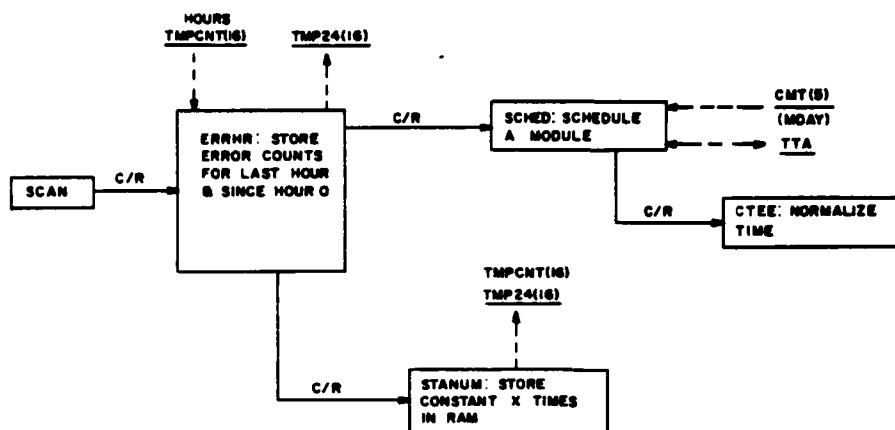 HOURS
TMPCNT(16)
TMP24(16)
C/R
CMT(5)
(MDAY)
TTA
SCHED: SCHEDULE
A MODULE
ERRHR: STORE
ERROR COUNTS
FOR LAST HOUR
& SINCE HOUR 0
SCAN
C/R
C/R
CTEE: NORMALIZE
TIME
TMPCNT(16)
TMP24(16)
C/R
STANUM: STORE
CONSTANT X TIMES
IN RAM